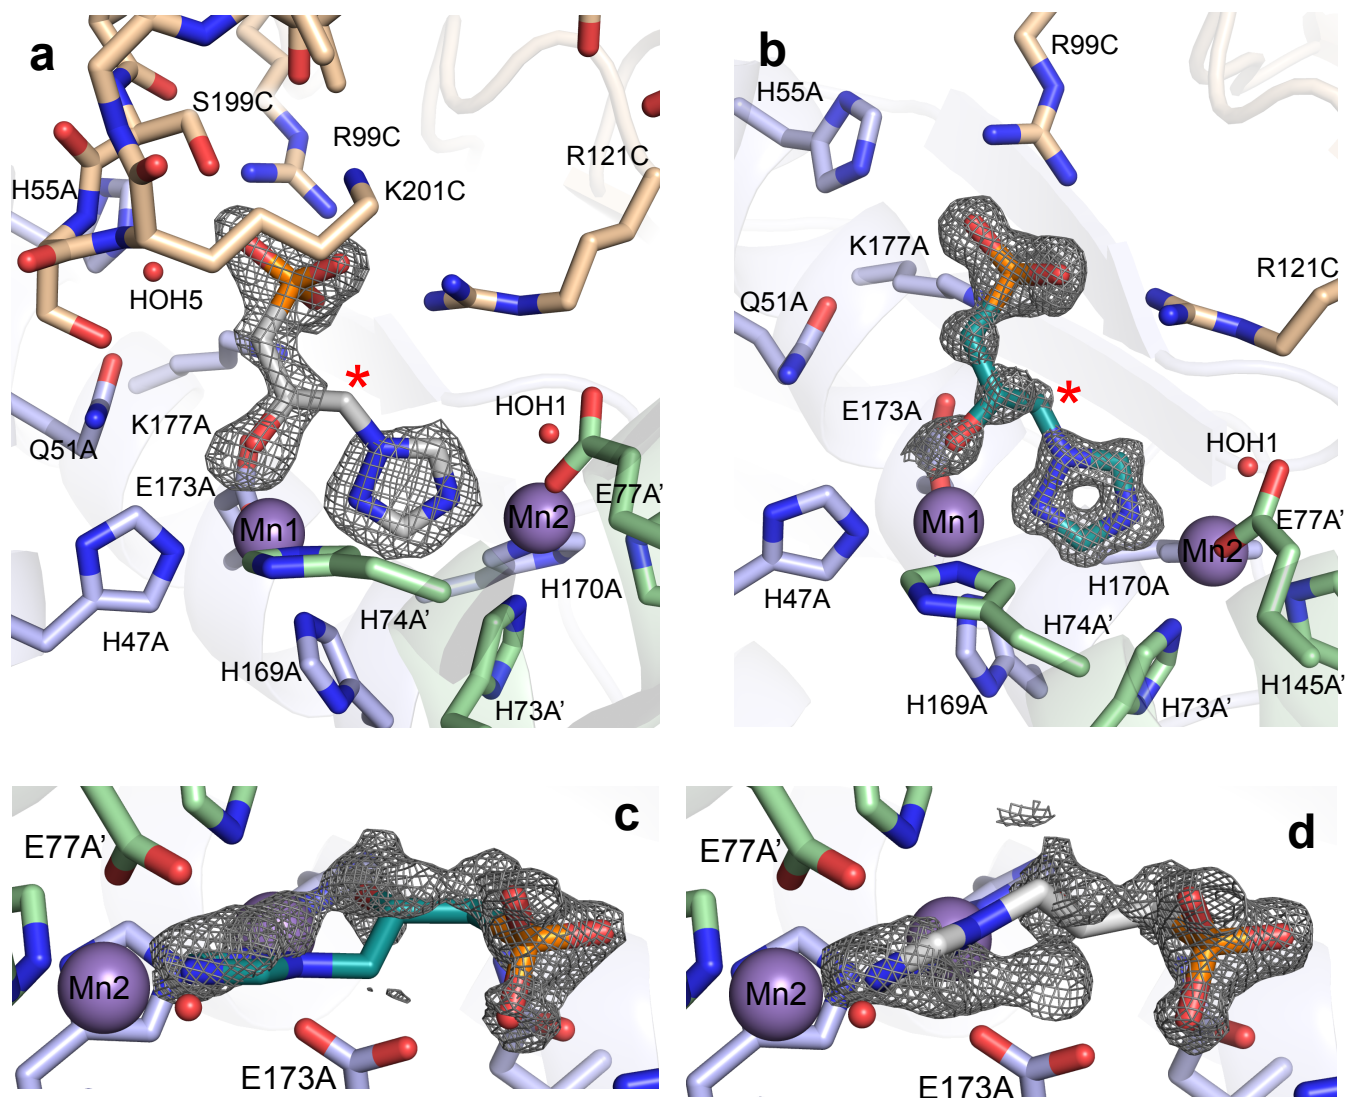 a
S199C
R99C
H55A
K201C
R121C
HOH5
*
HOH1
K177A
Q51A
E173A
E77A'
Mn1
Mn2
H170A
H47A
H74A'
H169A
H73A'
b
R99C
H55A
K177A
R121C
Q51A
*
E173A
HOH1
Mn1
E77A'
Mn2
H170A
H47A
H74A'
H145A'
H169A
H73A'
c
E77A'
Mn2
E173A
d
E77A'
Mn2
E173A